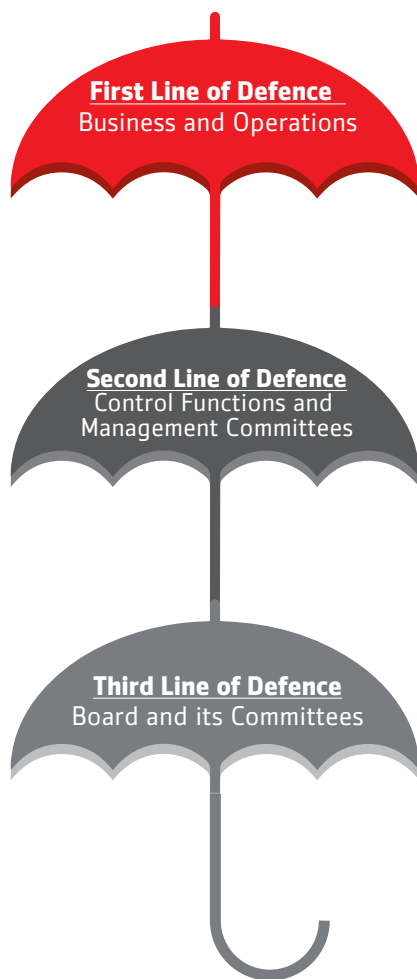 First Line of Defence
Business and Operations
Second Line of Defence
Control Functions and
Management Committees
Third Line of Defence
Board and its Committees